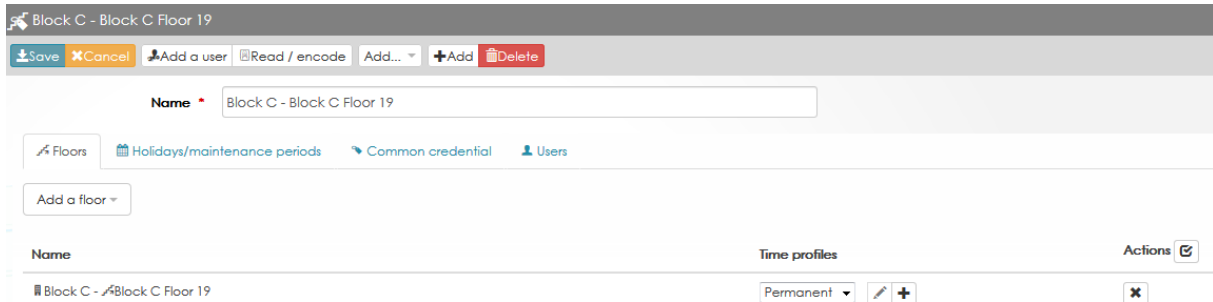 Block C - Block C Floor 19
Save Cancel Add a user Read / encode Add... Add Delete
Name * Block C - Block C Floor 19
Floors Holidays/maintenance periods Common credential Users
Add a floor
Name Time profiles Actions
Block C - Block C Floor 19 Permanent